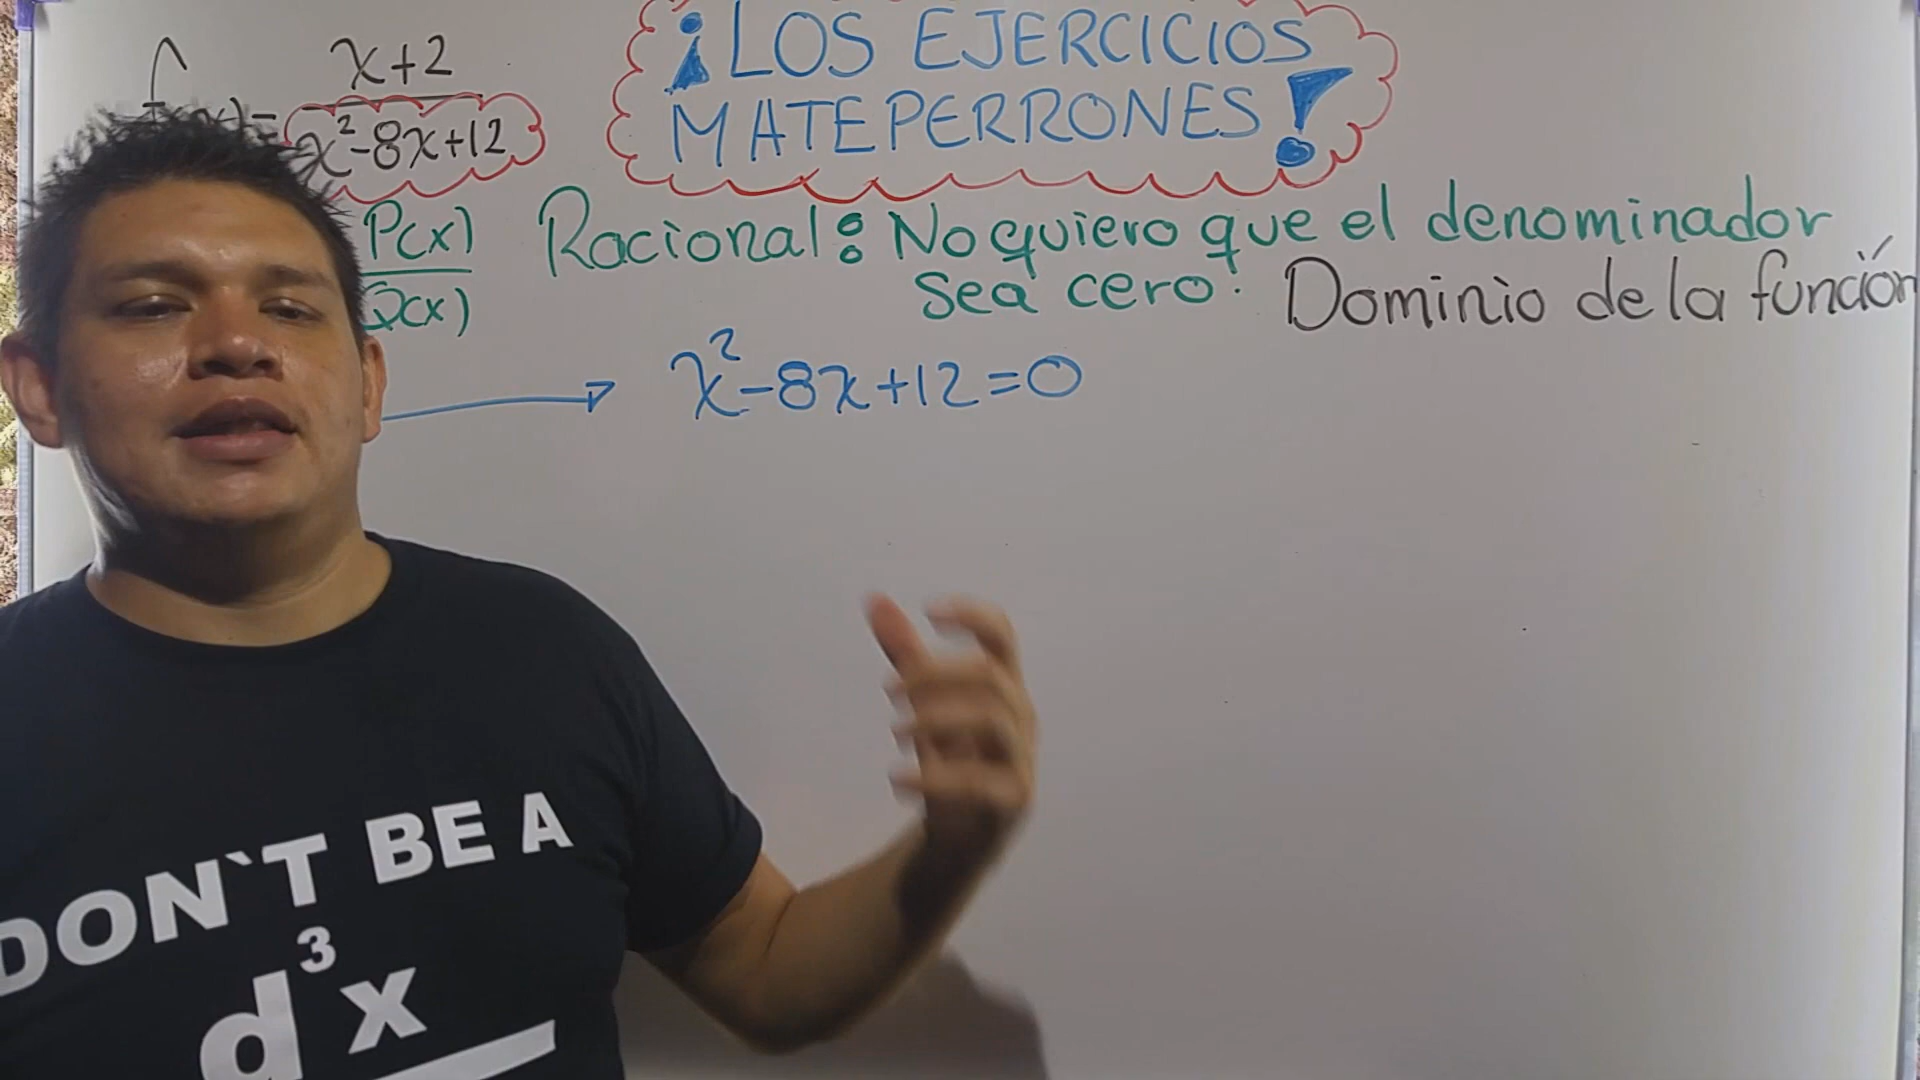 x+2
f(x)=
x²-8x+12
¡LOS EJERCICIOS
MATEPERRONES!
P(x)
Q(x)
Racional: No quiero que el denominador
sea cero.
Dominio de la función
x²-8x+12=0
DON`T BE A
d³x